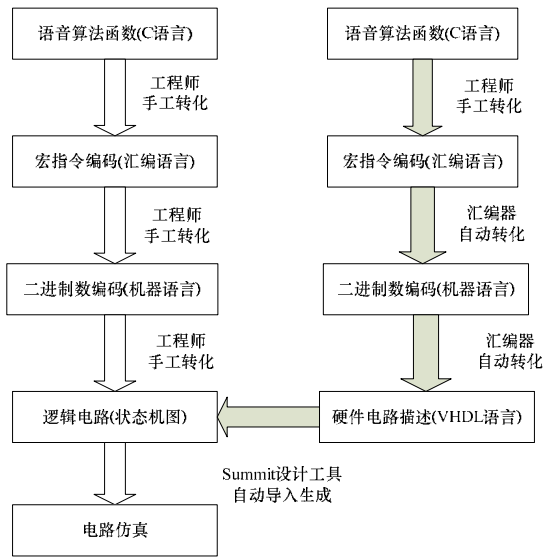 语音算法函数(C语言)
语音算法函数(C语言)
工程师
手工转化
工程师
手工转化
宏指令编码(汇编语言)
宏指令编码(汇编语言)
工程师
手工转化
汇编器
自动转化
二进制数编码(机器语言)
二进制数编码(机器语言)
工程师
手工转化
汇编器
自动转化
逻辑电路(状态机图)
硬件电路描述(VHDL语言)
Summit设计工具
自动导入生成
电路仿真